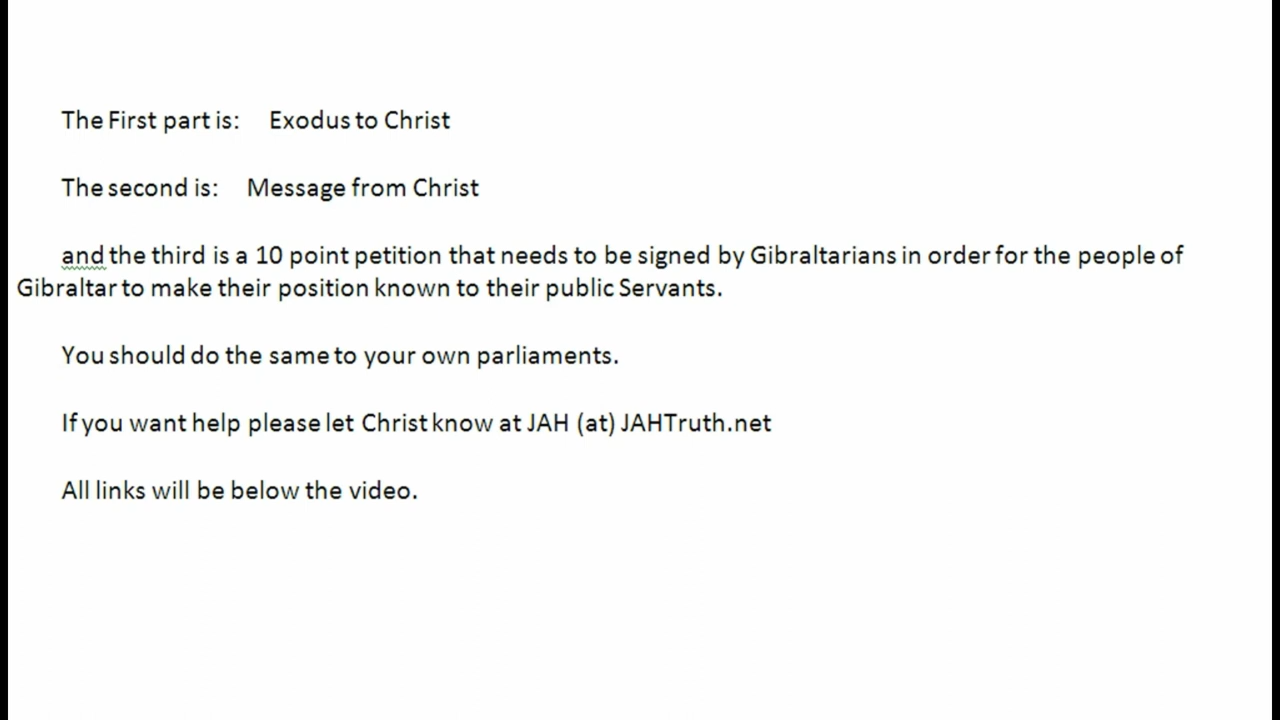 The First part is: Exodus to Christ
The second is: Message from Christ
and the third is a 10 point petition that needs to be signed by Gibraltarians in order for the people of
Gibraltar to make their position known to their public Servants.
You should do the same to your own parliaments.
If you want help please let Christ know at JAH (at) JAHTruth.net
All links will be below the video.